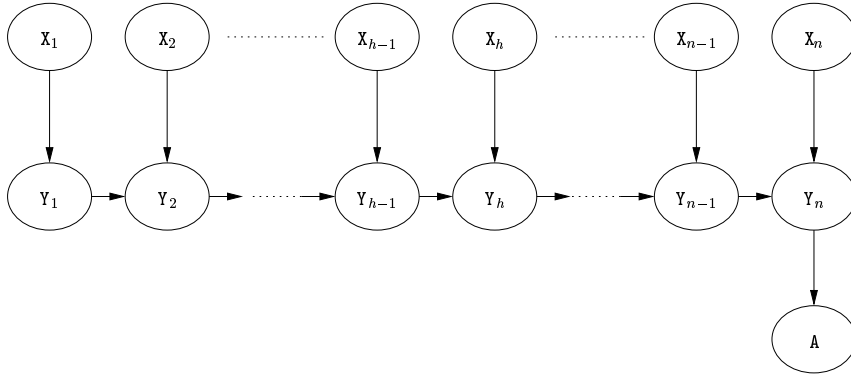 X₁ X₂ Xₕ₋₁ Xₕ Xₙ₋₁ Xₙ
Y₁ Y₂ Yₕ₋₁ Yₕ Yₙ₋₁ Yₙ
A